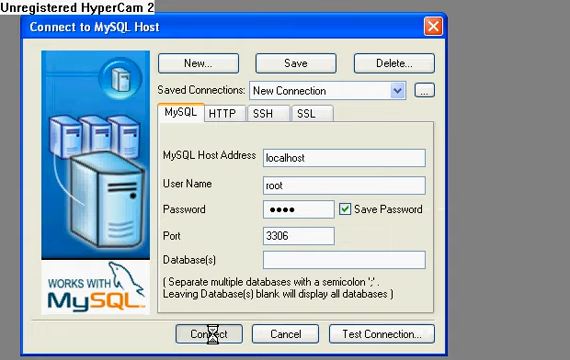 Unregistered HyperCam 2
Connect to MySQL Host
New...
Save
Delete...
Saved Connections:
New Connection
...
MySQL
HTTP
SSH
SSL
MySQL Host Address
localhost
User Name
root
Password
••••
Save Password
Port
3306
Database(s)
( Separate multiple databases with a semicolon ';' .
Leaving Database(s) blank will display all databases )
WORKS WITH
MySQL
Connect
Cancel
Test Connection...